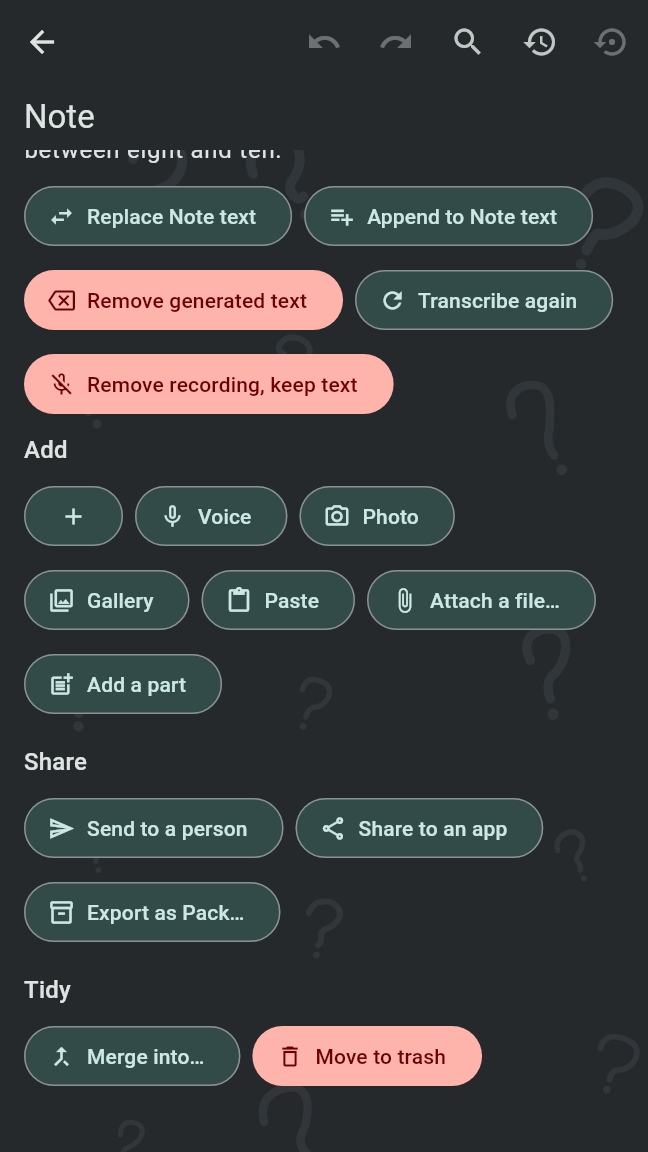 Note
between eight and ten.
Replace Note text
Append to Note text
Remove generated text
Transcribe again
Remove recording, keep text
Add
Voice
Photo
Gallery
Paste
Attach a file…
Add a part
Share
Send to a person
Share to an app
Export as Pack…
Tidy
Merge into…
Move to trash